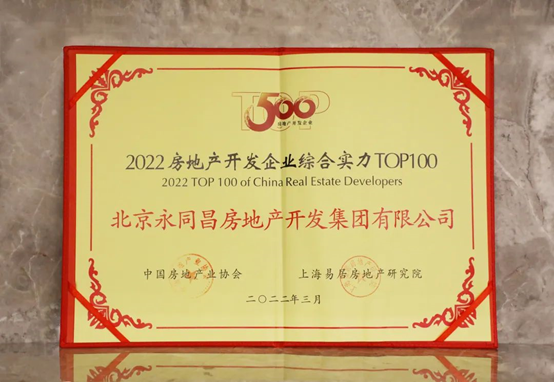 TOP
500
2022房地产开发企业综合实力TOP100
2022 TOP 100 of China Real Estate Developers
北京永同昌房地产开发集团有限公司
中国房地产业协会 上海易居房地产研究院
二〇二二年三月